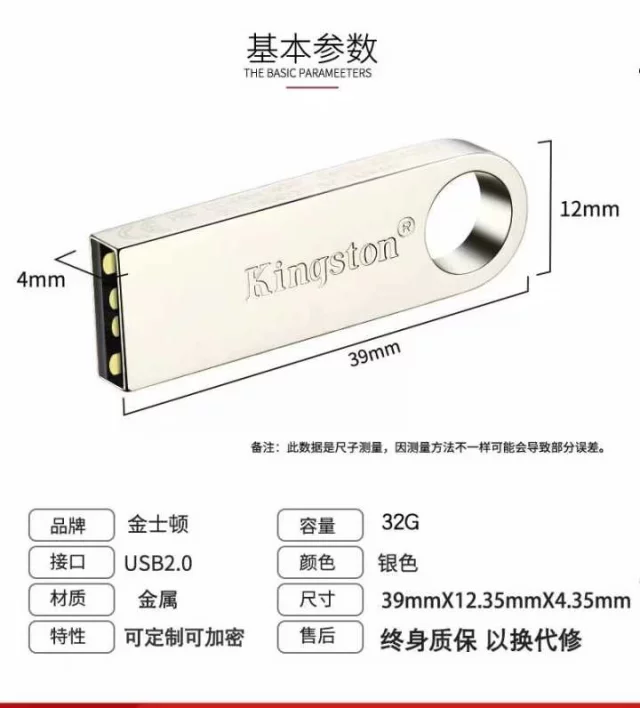 基本参数
THE BASIC PARAMEETERS
12mm
4mm
Kingston®
39mm
备注：此数据是尺子测量，因测量方法不一样可能会导致部分误差。
品牌 金士顿 容量 32G
接口 USB2.0 颜色 银色
材质 金属 尺寸 39mmX12.35mmX4.35mm
特性 可定制可加密 售后 终身质保 以换代修